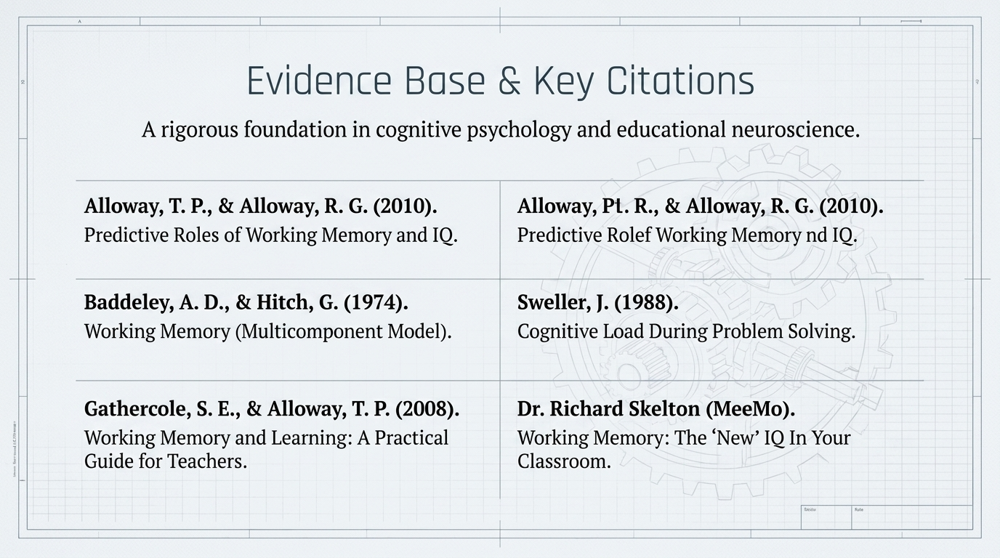 A
Evidence Base & Key Citations
A rigorous foundation in cognitive psychology and educational neuroscience.
Alloway, T. P., & Alloway, R. G. (2010).
Predictive Roles of Working Memory and IQ.
Alloway, Pt. R., & Alloway, R. G. (2010).
Predictive Rolef Working Memory nd IQ.
Baddeley, A. D., & Hitch, G. (1974).
Working Memory (Multicomponent Model).
Sweller, J. (1988).
Cognitive Load During Problem Solving.
Gathercole, S. E., & Alloway, T. P. (2008).
Working Memory and Learning: A Practical
Guide for Teachers.
Dr. Richard Skelton (MeeMo).
Working Memory: The ‘New’ IQ In Your
Classroom.